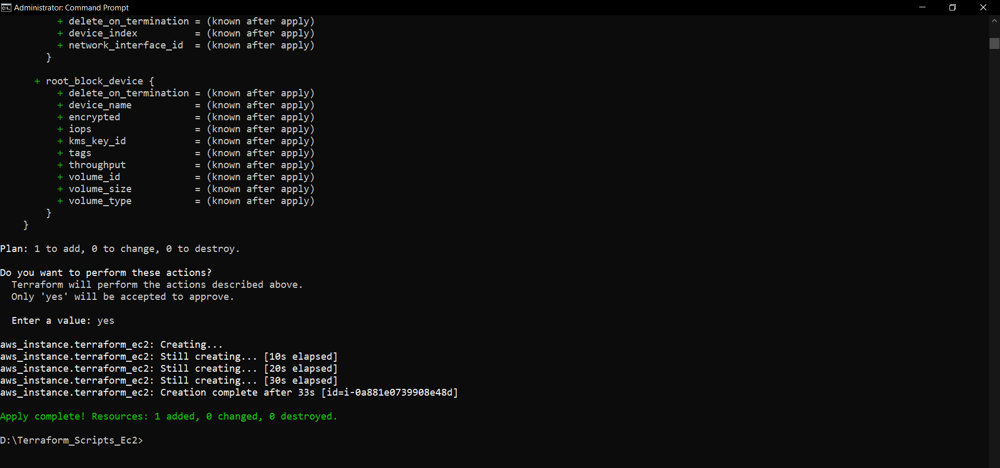 Administrator: Command Prompt
+ delete_on_termination = (known after apply)
+ device_index          = (known after apply)
+ network_interface_id  = (known after apply)
}
+ root_block_device {
+ delete_on_termination = (known after apply)
+ device_name           = (known after apply)
+ encrypted             = (known after apply)
+ iops                  = (known after apply)
+ kms_key_id            = (known after apply)
+ tags                  = (known after apply)
+ throughput            = (known after apply)
+ volume_id             = (known after apply)
+ volume_size           = (known after apply)
+ volume_type           = (known after apply)
}
}
Plan: 1 to add, 0 to change, 0 to destroy.
Do you want to perform these actions?
Terraform will perform the actions described above.
Only 'yes' will be accepted to approve.
Enter a value: yes
aws_instance.terraform_ec2: Creating...
aws_instance.terraform_ec2: Still creating... [10s elapsed]
aws_instance.terraform_ec2: Still creating... [20s elapsed]
aws_instance.terraform_ec2: Still creating... [30s elapsed]
aws_instance.terraform_ec2: Creation complete after 33s [id=i-0a881e0739908e48d]
Apply complete! Resources: 1 added, 0 changed, 0 destroyed.
D:\Terraform_Scripts_Ec2>